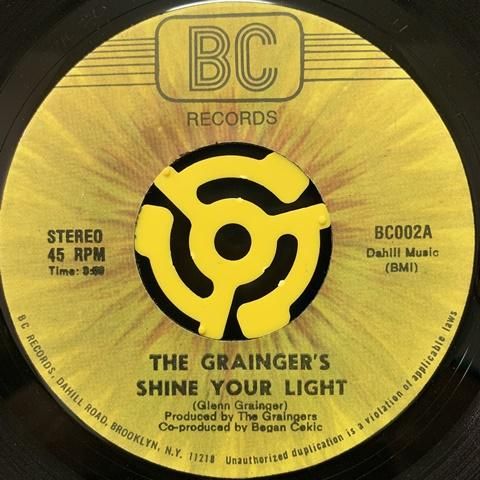 BC
RECORDS
STEREO
45 RPM
Time:
BC002A
Dahill Music
(BMI)
THE GRAINGER'S
SHINE YOUR LIGHT
(Glenn Grainger)
Produced by The Graingers
Co-produced by Began Cekic
BC RECORDS, DAHILL ROAD, BROOKLYN, N.Y. 11218 Unauthorized duplication is a violation of applicable laws